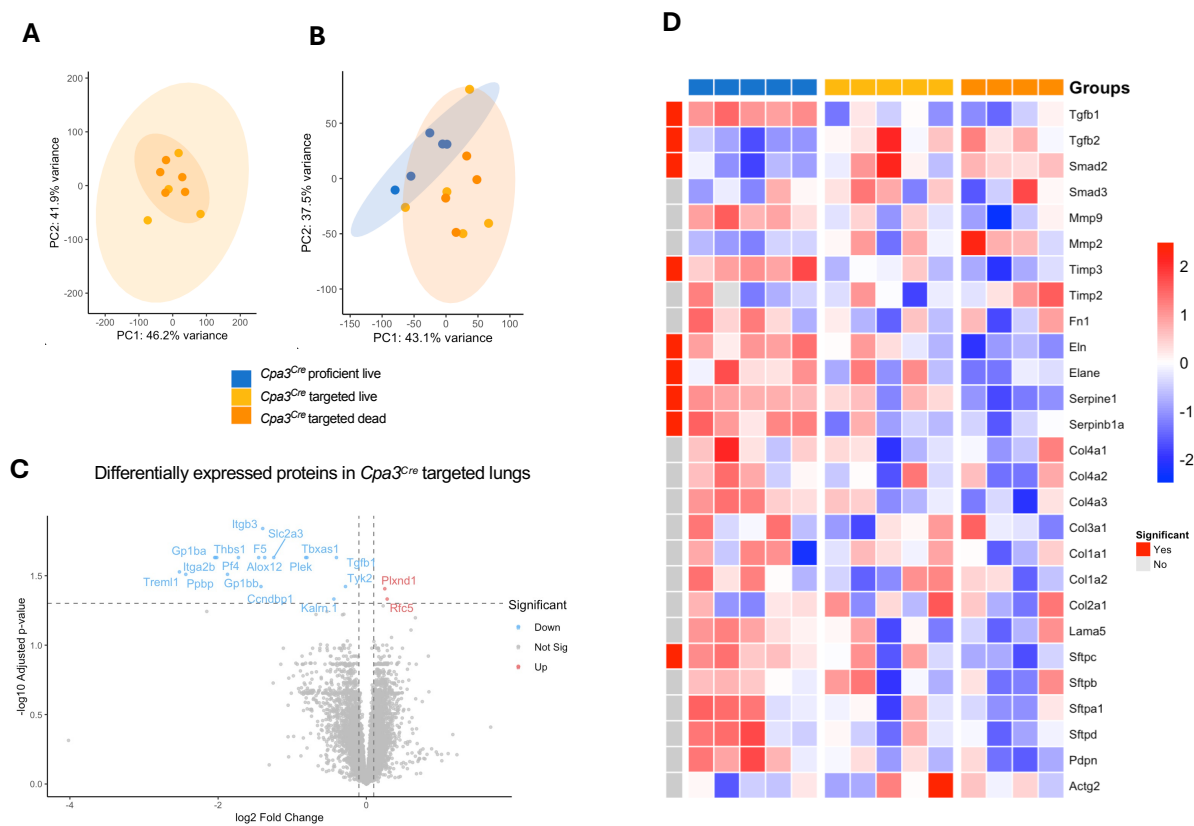 A
B
D
PC2: 41.9% variance
200
100
0
-100
-200
-200
-100
0
100
200
PC1: 46.2% variance
PC2: 37.5% variance
50
0
-50
-100
-150
-100
-50
0
50
100
PC1: 43.1% variance
Cpa3Cre proficient live
Cpa3Cre targeted live
Cpa3Cre targeted dead
C
Differentially expressed proteins in Cpa3Cre targeted lungs
-log10 Adjusted p-value
1.5
1.0
0.5
0.0
-4
-2
0
log2 Fold Change
Itgb3
Slc2a3
Gp1ba
Thbs1
F5
Tbxas1
Itga2b
Pf4
Alox12
Plek
Tgfb1
Treml1
Ppbp
Gp1bb
Tyk2
Plxnd1
Ccndbp1
Kalrn.1
Rfc5
Significant
Down
Not Sig
Up
Groups
Tgfb1
Tgfb2
Smad2
Smad3
Mmp9
Mmp2
Timp3
Timp2
Fn1
Eln
Elane
Serpine1
Serpinb1a
Col4a1
Col4a2
Col4a3
Col3a1
Col1a1
Col1a2
Col2a1
Lama5
Sftpc
Sftpb
Sftpa1
Sftpd
Pdpn
Actg2
2
1
0
-1
-2
Significant
Yes
No